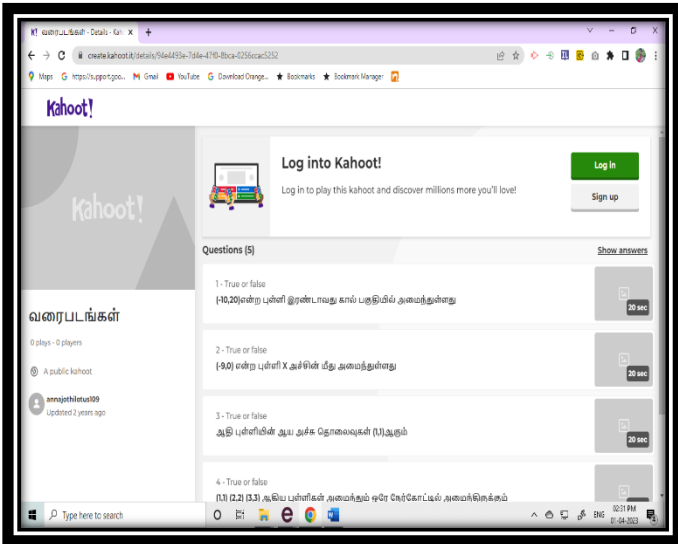 வரைபடங்கள் - Details - Kah
create.kahoot.it/details/94e4493e-7d4e-47f0-8bca-0256ccac5252
Maps https://support.goo... Gmail YouTube Download Orange... Bookmarks Bookmark Manager
Kahoot!
Kahoot!
Log into Kahoot!
Log in to play this kahoot and discover millions more you'll love!
Log in
Sign up
Questions (5)
Show answers
1 - True or false
(-10,20)என்ற புள்ளி இரண்டாவது கால் பகுதியில் அமைந்துள்ளது
20 sec
2 - True or false
(-9,0) என்ற புள்ளி X அச்சின் மீது அமைந்துள்ளது
20 sec
3 - True or false
ஆதி புள்ளியின் ஆய அச்சு தொலைவுகள் (1,1)ஆகும்
20 sec
4 - True or false
(1,1) (2,2) (3,3) ஆகிய புள்ளிகள் அமைந்தும் ஒரே நேர்கோட்டில் அமைந்திருக்கும்
வரைபடங்கள்
0 plays · 0 players
A public kahoot
annajothilotus109
Updated 2 years ago
Type here to search
ENG
02:31 PM
01-04-2023